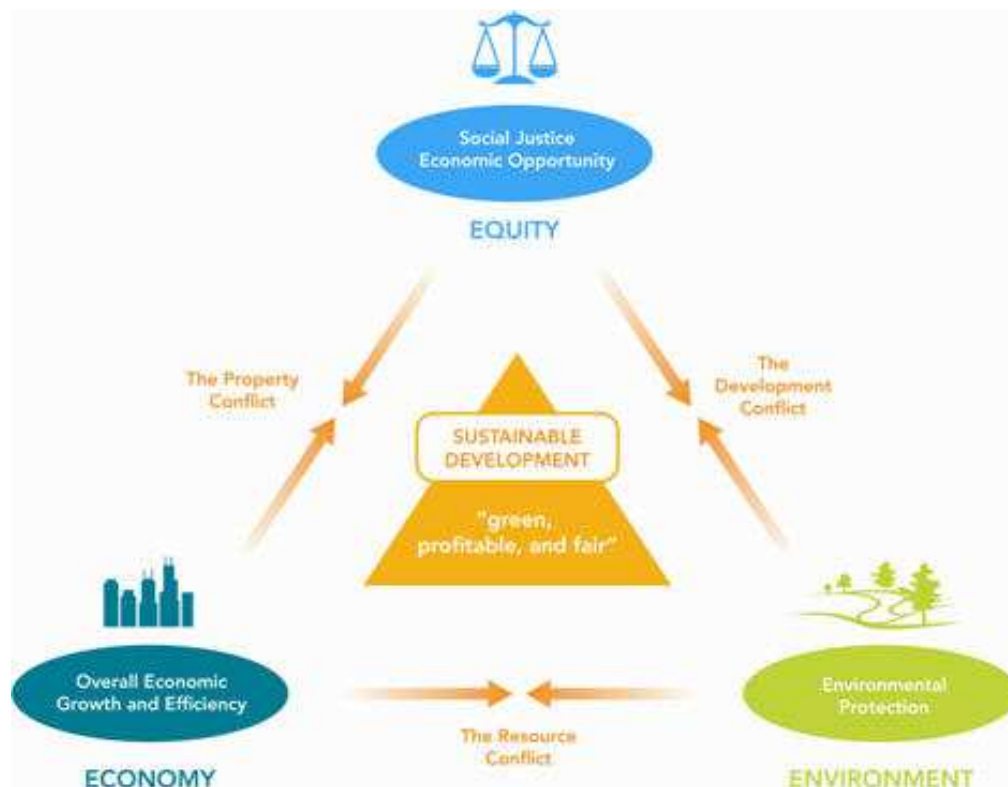 Social Justice
Economic Opportunity
EQUITY
The Property
Conflict
The
Development
Conflict
SUSTAINABLE
DEVELOPMENT
"green,
profitable, and fair"
Overall Economic
Growth and Efficiency
ECONOMY
The Resource
Conflict
Environmental
Protection
ENVIRONMENT